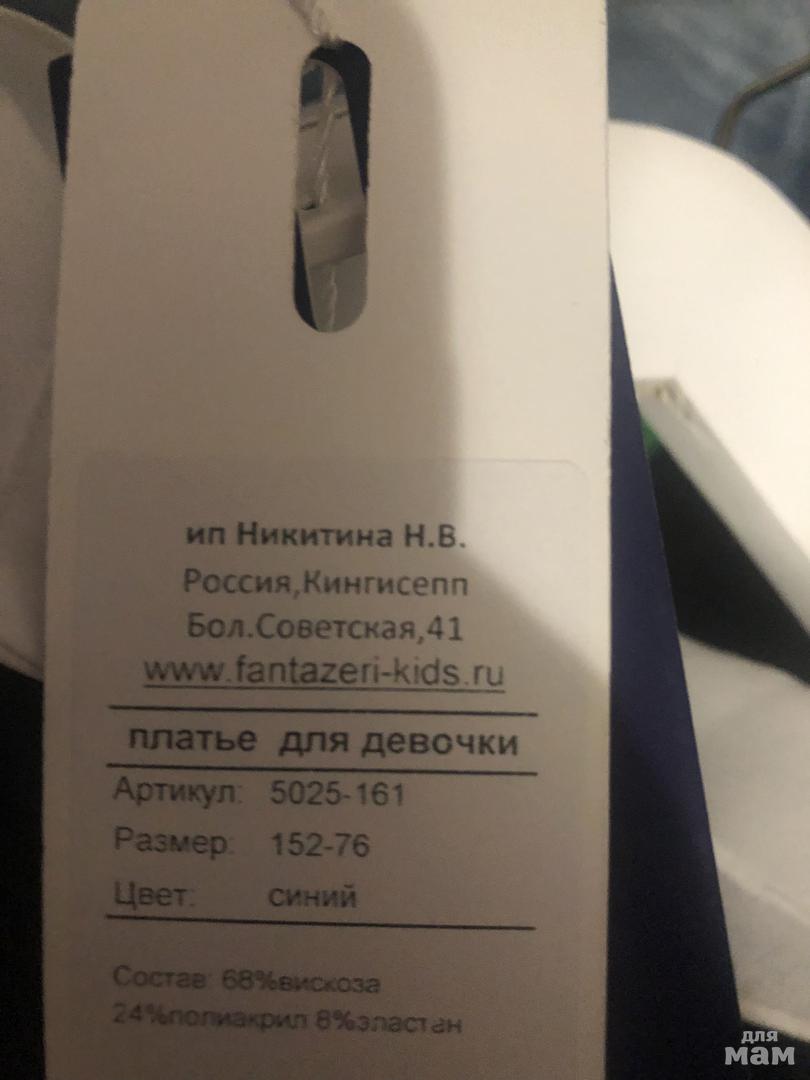 ип Никитина Н.В.
Россия,Кингисепп
Бол.Советская,41
www.fantazeri-kids.ru
платье для девочки
Артикул: 5025-161
Размер: 152-76
Цвет: синий
Состав: 68%вискоза
24%полиакрил 8%эластан
для
мам